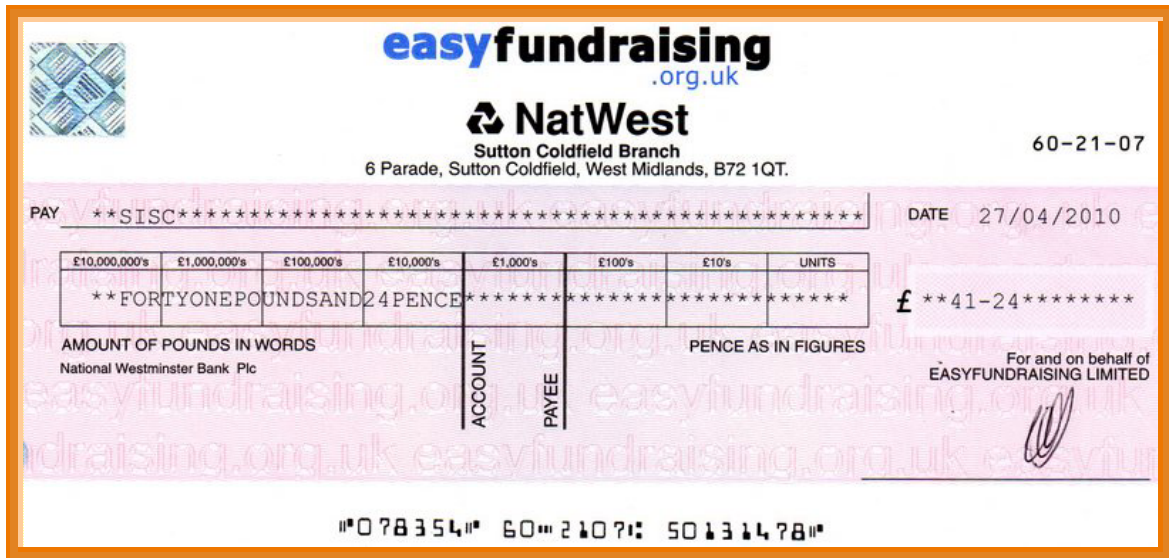 easyfundraising
.org.uk
NatWest
Sutton Coldfield Branch
6 Parade, Sutton Coldfield, West Midlands, B72 1QT.
60-21-07
PAY **SISC*****************************************
DATE 27/04/2010
£10,000,000's £1,000,000's £100,000's £10,000's £1,000's £100's £10's UNITS
**FORTYONEPOUNDSAND24PENCE***************************
£ **41-24********
AMOUNT OF POUNDS IN WORDS
PENCE AS IN FIGURES
National Westminster Bank Plc
ACCOUNT
PAYEE
For and on behalf of
EASYFUNDRAISING LIMITED
⑈078354⑈ 60⑉2107⑆ 50131478⑈